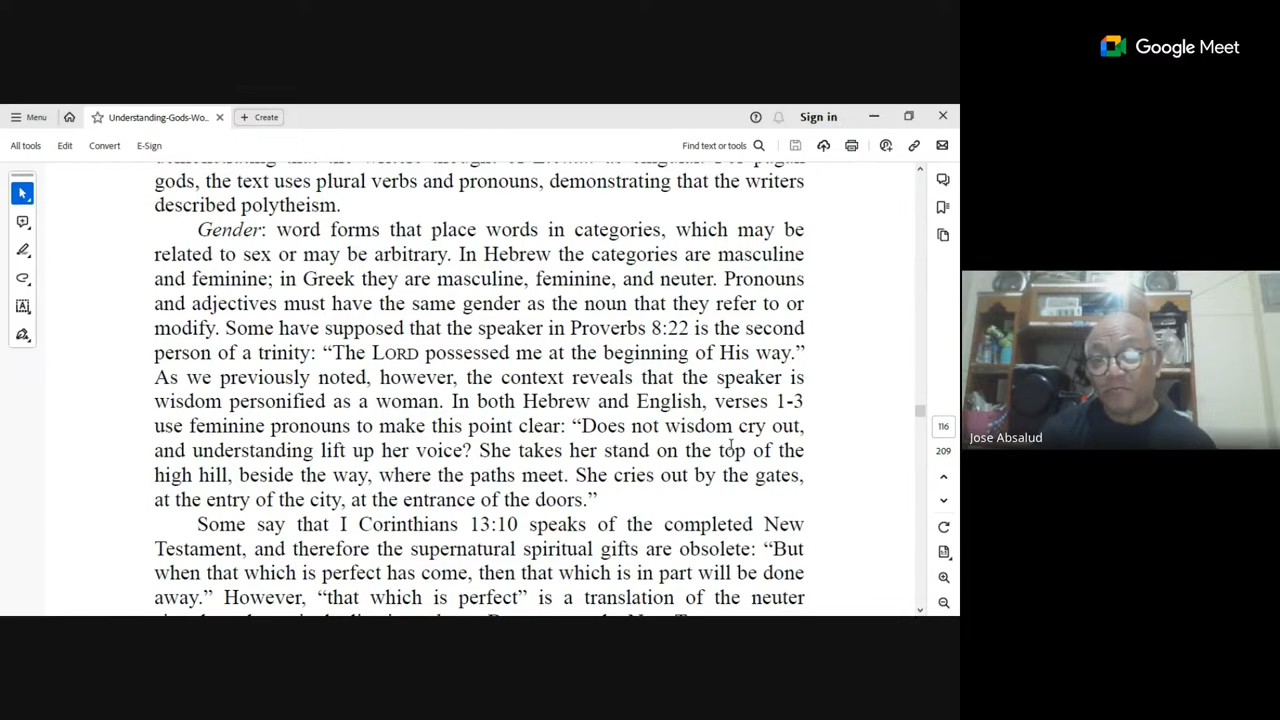 Google Meet
Understanding-Gods-Wo...
Create
Sign in
Menu
All tools
Edit
Convert
E-Sign
Find text or tools
gods, the text uses plural verbs and pronouns, demonstrating that the writers
described polytheism.
Gender: word forms that place words in categories, which may be
related to sex or may be arbitrary. In Hebrew the categories are masculine
and feminine; in Greek they are masculine, feminine, and neuter. Pronouns
and adjectives must have the same gender as the noun that they refer to or
modify. Some have supposed that the speaker in Proverbs 8:22 is the second
person of a trinity: “The LORD possessed me at the beginning of His way.”
As we previously noted, however, the context reveals that the speaker is
wisdom personified as a woman. In both Hebrew and English, verses 1-3
use feminine pronouns to make this point clear: “Does not wisdom cry out,
and understanding lift up her voice? She takes her stand on the top of the
high hill, beside the way, where the paths meet. She cries out by the gates,
at the entry of the city, at the entrance of the doors.”
Some say that I Corinthians 13:10 speaks of the completed New
Testament, and therefore the supernatural spiritual gifts are obsolete: “But
when that which is perfect has come, then that which is in part will be done
away.” However, “that which is perfect” is a translation of the neuter
116
209
Jose Absalud